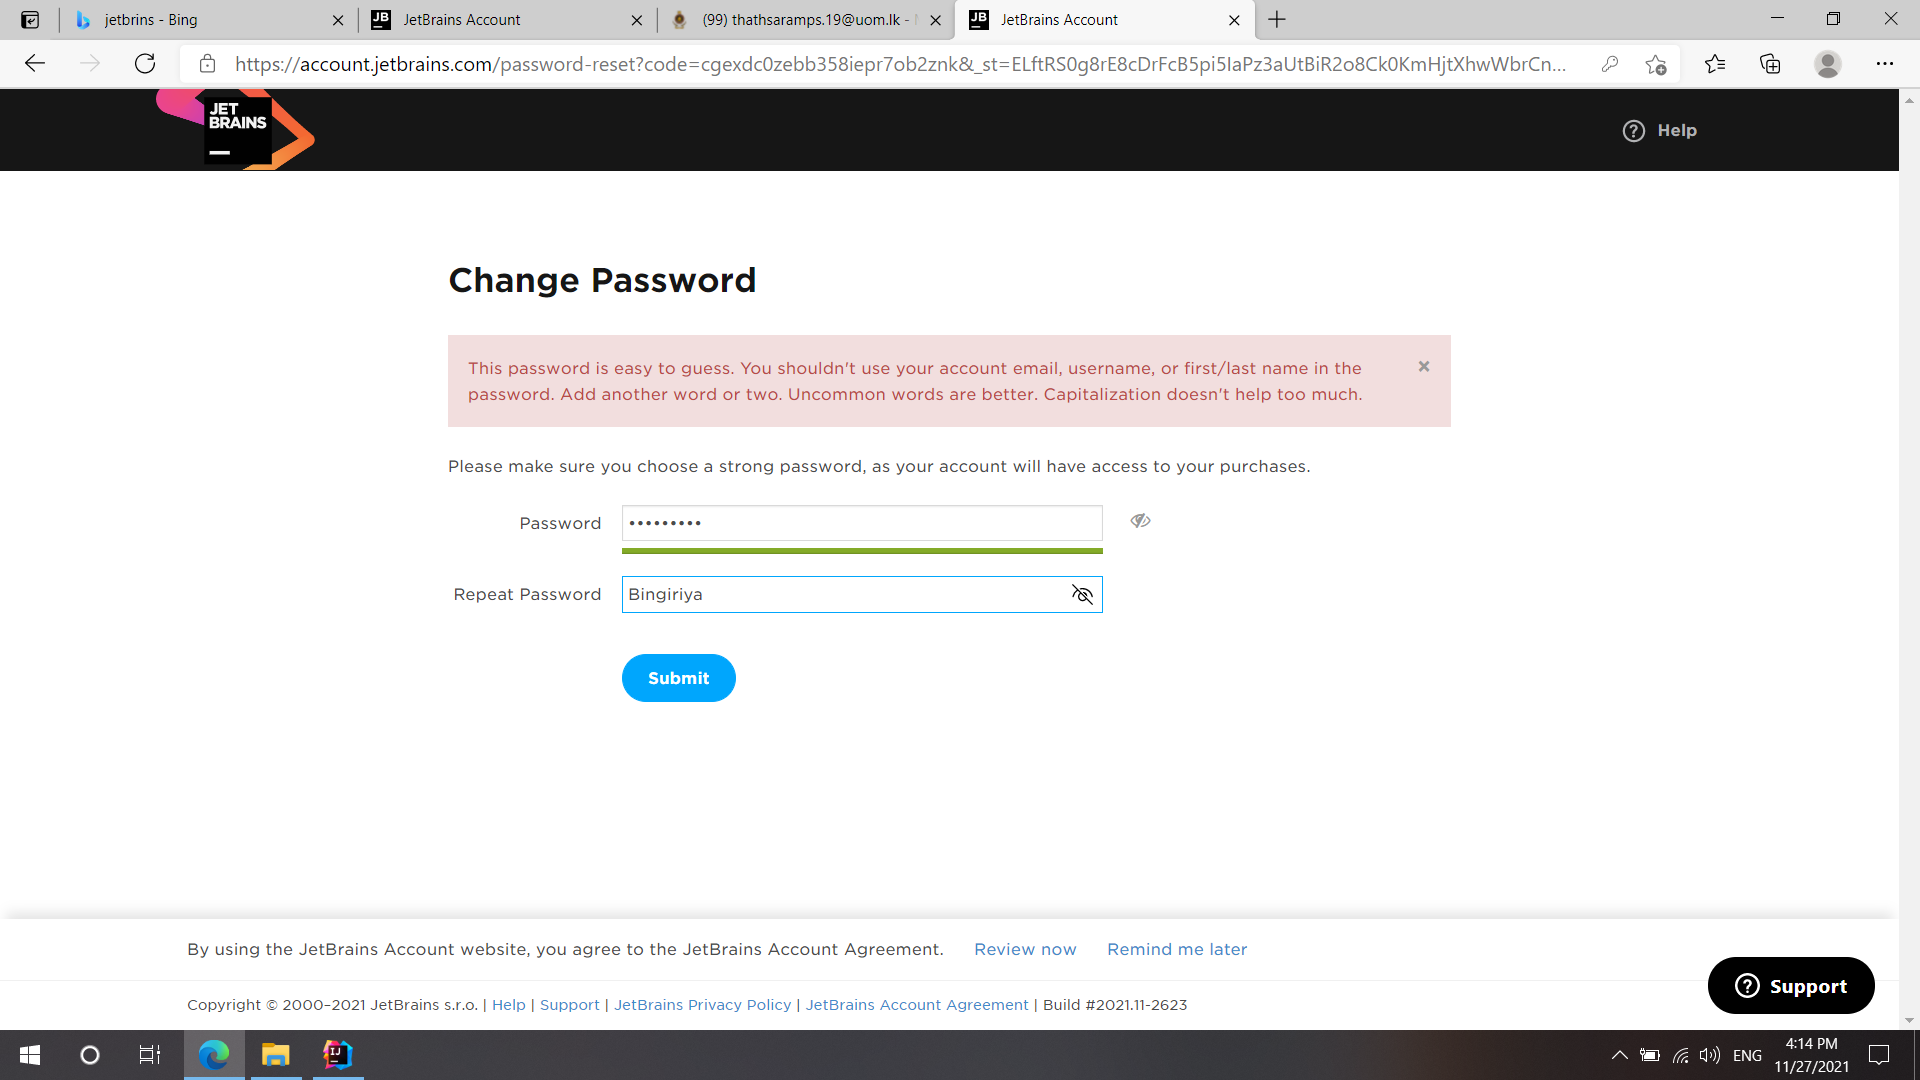 jetbrins - Bing
JetBrains Account
(99) thathsaramps.19@uom.lk -
JetBrains Account
https://account.jetbrains.com/password-reset?code=cgexdc0zebb358iepr7ob2znk&_st=ELftRS0g8rE8cDrFcB5pi5IaPz3aUtBiR2o8Ck0KmHjtXhwWbrCn...
JET
BRAINS
Help
Change Password
This password is easy to guess. You shouldn't use your account email, username, or first/last name in the
password. Add another word or two. Uncommon words are better. Capitalization doesn't help too much.
Please make sure you choose a strong password, as your account will have access to your purchases.
Password •••••••••
Repeat Password Bingiriya
Submit
By using the JetBrains Account website, you agree to the JetBrains Account Agreement. Review now Remind me later
Support
Copyright © 2000–2021 JetBrains s.r.o. | Help | Support | JetBrains Privacy Policy | JetBrains Account Agreement | Build #2021.11-2623
ENG
4:14 PM
11/27/2021